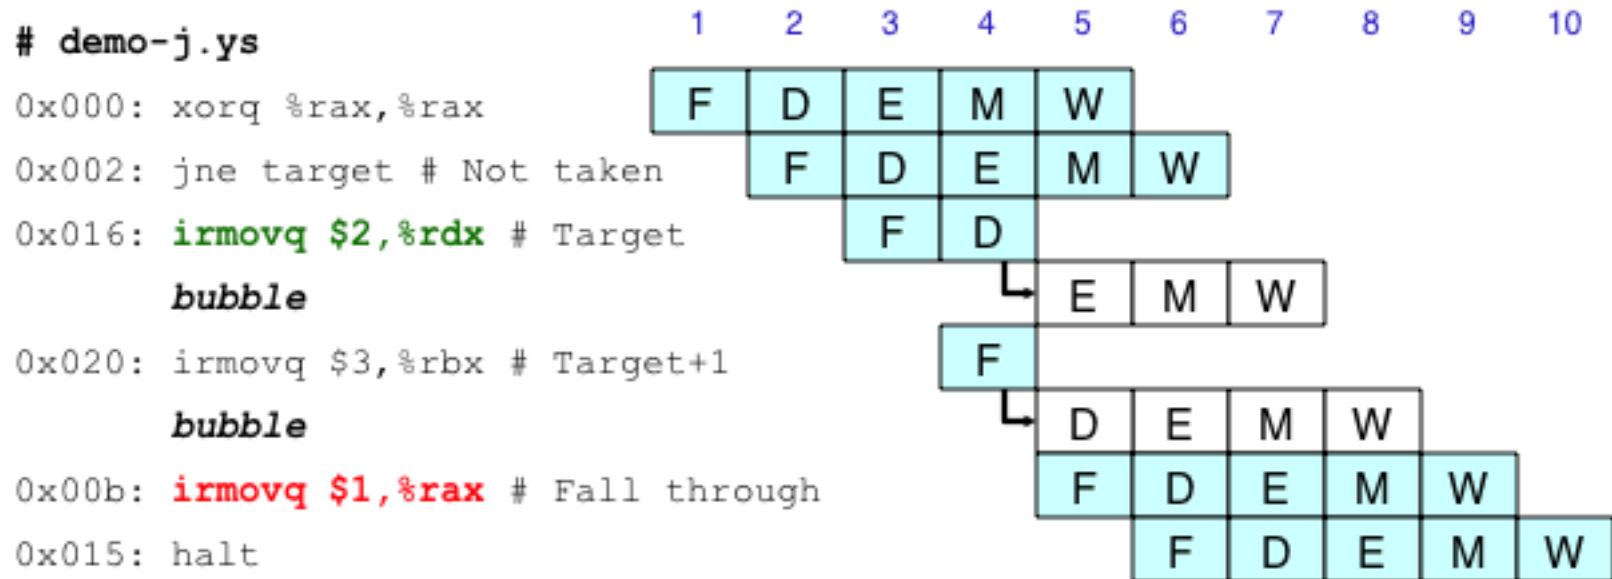 1 2 3 4 5 6 7 8 9 10
# demo-j.ys
0x000: xorq %rax,%rax F D E M W
0x002: jne target # Not taken F D E M W
0x016: irmovq $2,%rdx # Target F D
bubble E M W
0x020: irmovq $3,%rbx # Target+1 F
bubble D E M W
0x00b: irmovq $1,%rax # Fall through F D E M W
0x015: halt F D E M W